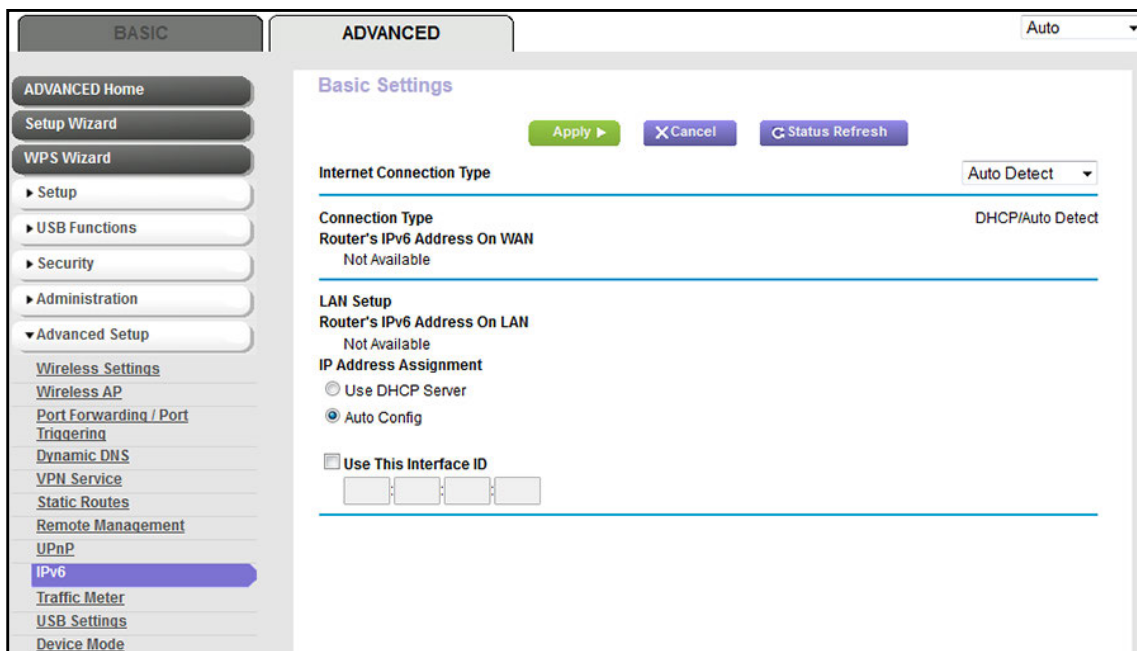 BASIC
ADVANCED
Auto
ADVANCED Home
Setup Wizard
WPS Wizard
Setup
USB Functions
Security
Administration
Advanced Setup
Wireless Settings
Wireless AP
Port Forwarding / Port
Triggering
Dynamic DNS
VPN Service
Static Routes
Remote Management
UPnP
IPv6
Traffic Meter
USB Settings
Device Mode
Basic Settings
Apply
Cancel
Status Refresh
Internet Connection Type
Auto Detect
Connection Type
DHCP/Auto Detect
Router's IPv6 Address On WAN
Not Available
LAN Setup
Router's IPv6 Address On LAN
Not Available
IP Address Assignment
Use DHCP Server
Auto Config
Use This Interface ID
: : :